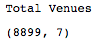 Total Venues
(8899, 7)